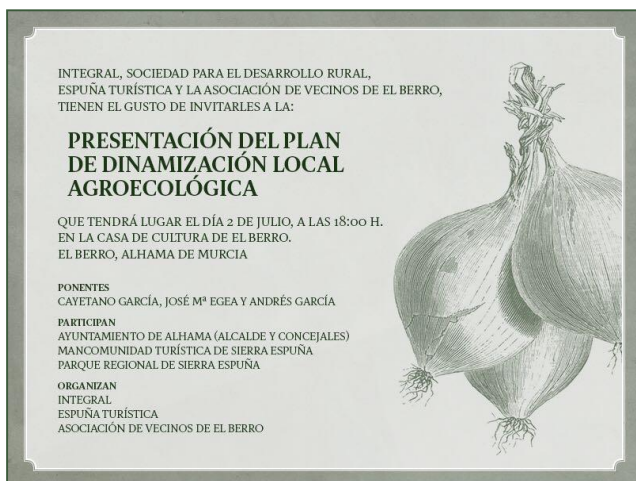 INTEGRAL, SOCIEDAD PARA EL DESARROLLO RURAL,
ESPUÑA TURÍSTICA Y LA ASOCIACIÓN DE VECINOS DE EL BERRO,
TIENEN EL GUSTO DE INVITARLES A LA:
PRESENTACIÓN DEL PLAN
DE DINAMIZACIÓN LOCAL
AGROECOLÓGICA
QUE TENDRÁ LUGAR EL DÍA 2 DE JULIO, A LAS 18:00 H.
EN LA CASA DE CULTURA DE EL BERRO.
EL BERRO, ALHAMA DE MURCIA
PONENTES
CAYETANO GARCÍA, JOSÉ Mª EGEA Y ANDRÉS GARCÍA
PARTICIPAN
AYUNTAMIENTO DE ALHAMA (ALCALDE Y CONCEJALES)
MANCOMUNIDAD TURÍSTICA DE SIERRA ESPUÑA
PARQUE REGIONAL DE SIERRA ESPUÑA
ORGANIZAN
INTEGRAL
ESPUÑA TURÍSTICA
ASOCIACIÓN DE VECINOS DE EL BERRO